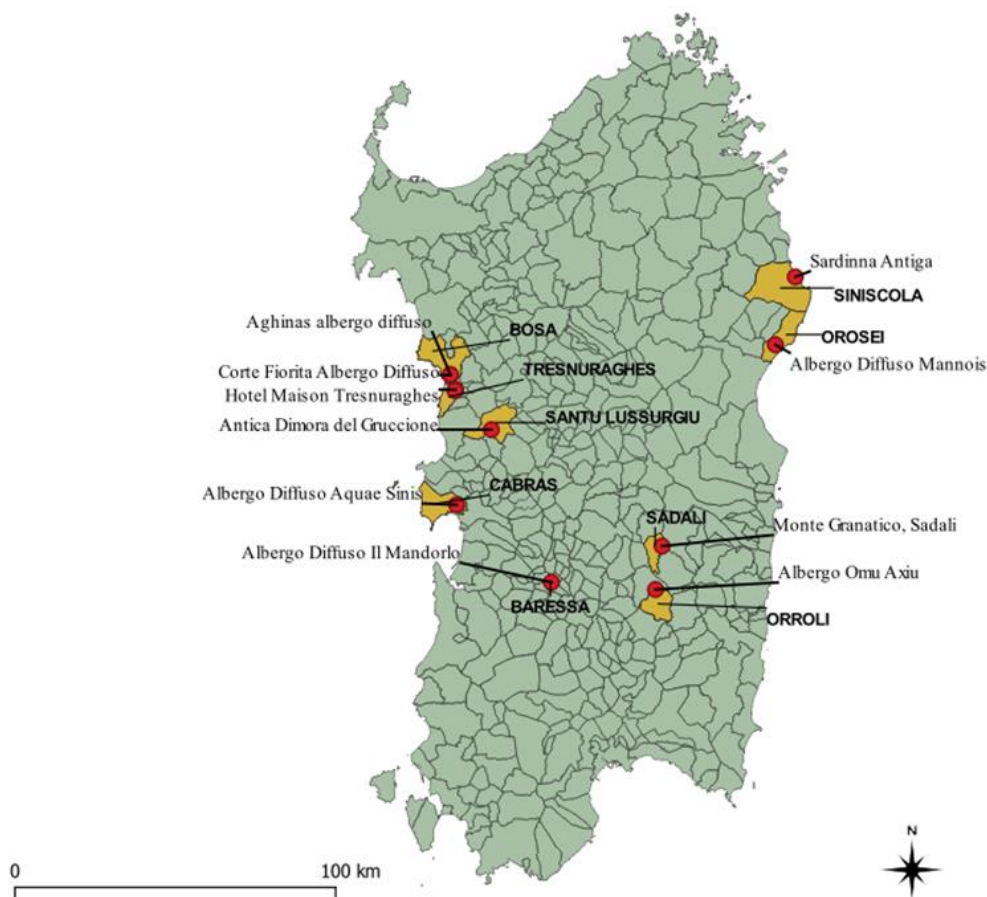 Sardinna Antiga
SINISCOLA
Aghinas albergo diffuso
BOSA
OROSEI
Albergo Diffuso Mannois
Corte Fiorita Albergo Diffuso
TRESNURAGHES
Hotel Maison Tresnuraghes
SANTU LUSSURGIU
Antica Dimora del Gruccione
CABRAS
Albergo Diffuso Aquae Sinis
SADALI
Monte Granatico, Sadali
Albergo Diffuso Il Mandorlo
Albergo Omu Axiu
BARESSA
ORROLI
N
0 100 km